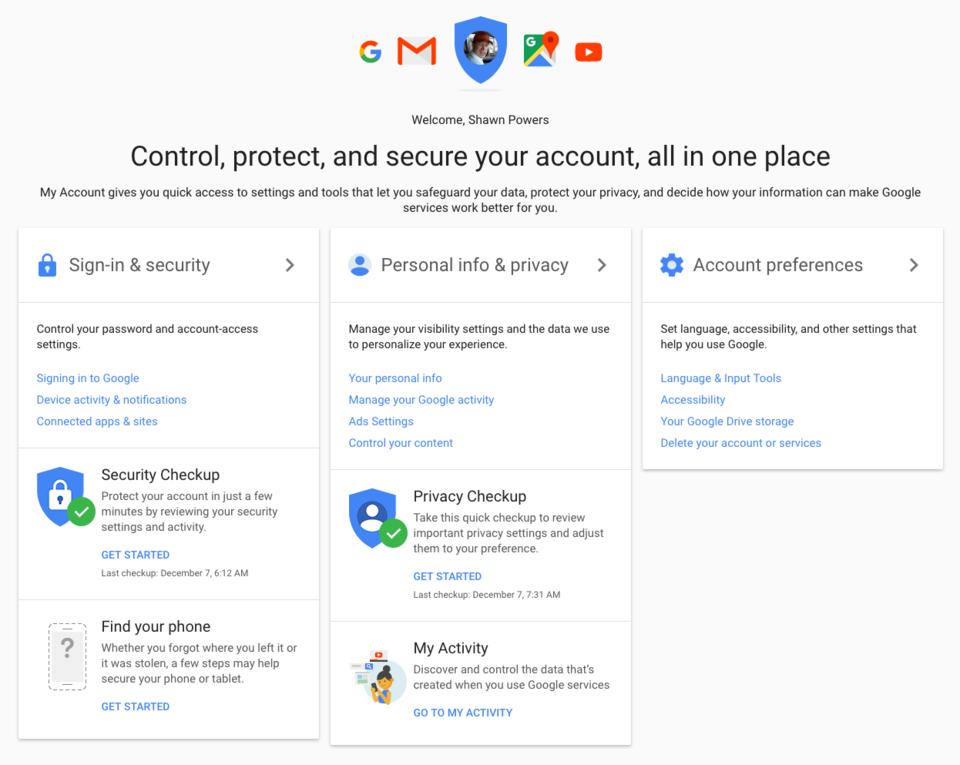 Welcome, Shawn Powers
Control, protect, and secure your account, all in one place
My Account gives you quick access to settings and tools that let you safeguard your data, protect your privacy, and decide how your information can make Google
services work better for you.
Sign-in & security
Control your password and account-access
settings.
Signing in to Google
Device activity & notifications
Connected apps & sites
Security Checkup
Protect your account in just a few
minutes by reviewing your security
settings and activity.
GET STARTED
Last checkup: December 7, 6:12 AM
Find your phone
?
Whether you forgot where you left it or
it was stolen, a few steps may help
secure your phone or tablet.
GET STARTED
Personal info & privacy
Manage your visibility settings and the data we use
to personalize your experience.
Your personal info
Manage your Google activity
Ads Settings
Control your content
Privacy Checkup
Take this quick checkup to review
important privacy settings and adjust
them to your preference.
GET STARTED
Last checkup: December 7, 7:31 AM
My Activity
Discover and control the data that's
created when you use Google services
GO TO MY ACTIVITY
Account preferences
Set language, accessibility, and other settings that
help you use Google.
Language & Input Tools
Accessibility
Your Google Drive storage
Delete your account or services